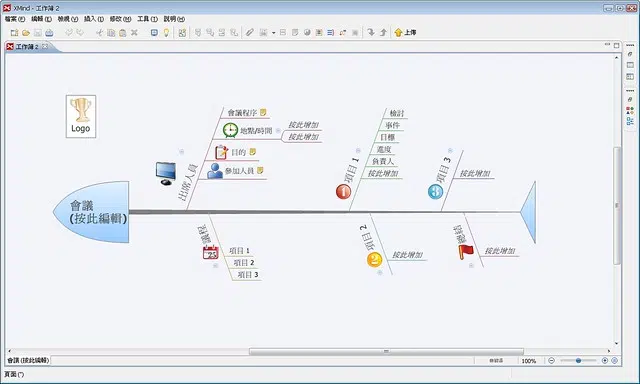 XMind - 工作簿 2
檔案(F) 編輯(E) 檢視(V) 插入(I) 修改(M) 工具(T) 說明(H)
上傳
工作簿 2
Logo
會議程序
地點/時間
按此增加
按此增加
目的
參加人員
出席人員
檢討
事件
目標
進度
負責人
按此增加
項目 1
按此增加
項目 3
會議
(按此編輯)
議程
25
項目 1
項目 2
項目 3
項目 2
按此增加
總結
按此增加
會議 (按此編輯)
100%
頁面 (*)